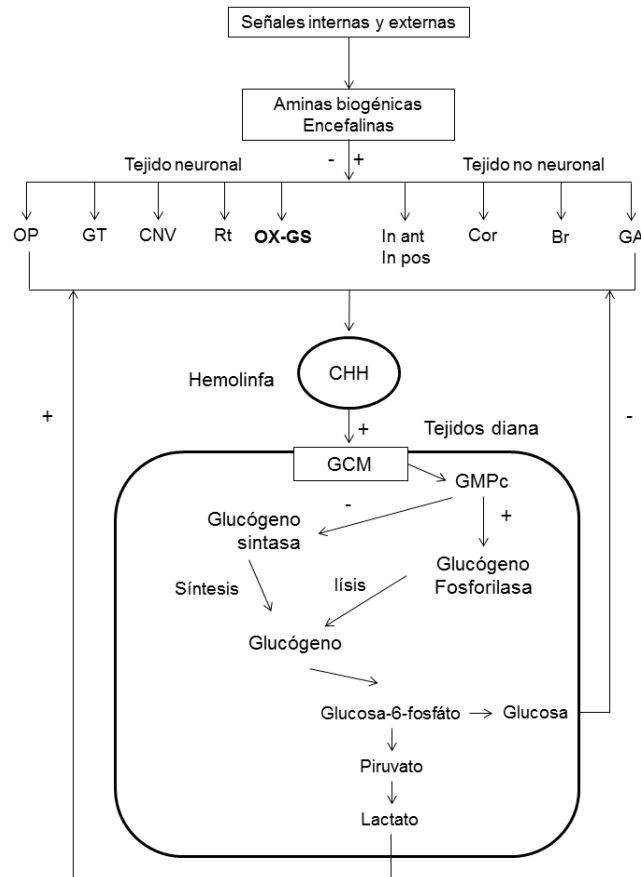 Señales internas y externas
Aminas biogénicas
Encefalinas
- +
Tejido neuronal
Tejido no neuronal
OP GT CNV Rt OX-GS In ant Cor Br GA
In pos
CHH
Hemolinfa
+
-
+
Tejidos diana
GCM
GMPc
-
+
Glucógeno
sintasa
Glucógeno
Fosforilasa
Síntesis
lísis
Glucógeno
Glucosa-6-fosfáto
Glucosa
Piruvato
Lactato